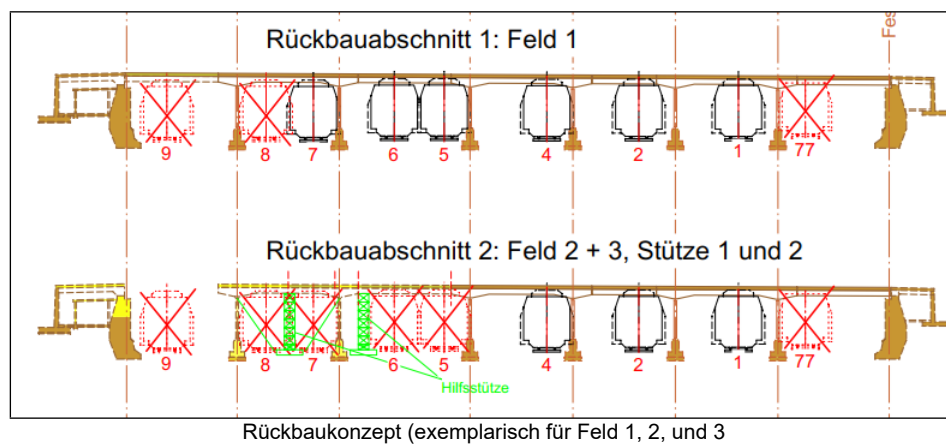 Fes
Rückbauabschnitt 1: Feld 1
9 8 7 6 5 4 2 1 77
Rückbauabschnitt 2: Feld 2 + 3, Stütze 1 und 2
9 8 7 6 5 4 2 1 77
Hilfsstütze
Rückbaukonzept (exemplarisch für Feld 1, 2, und 3